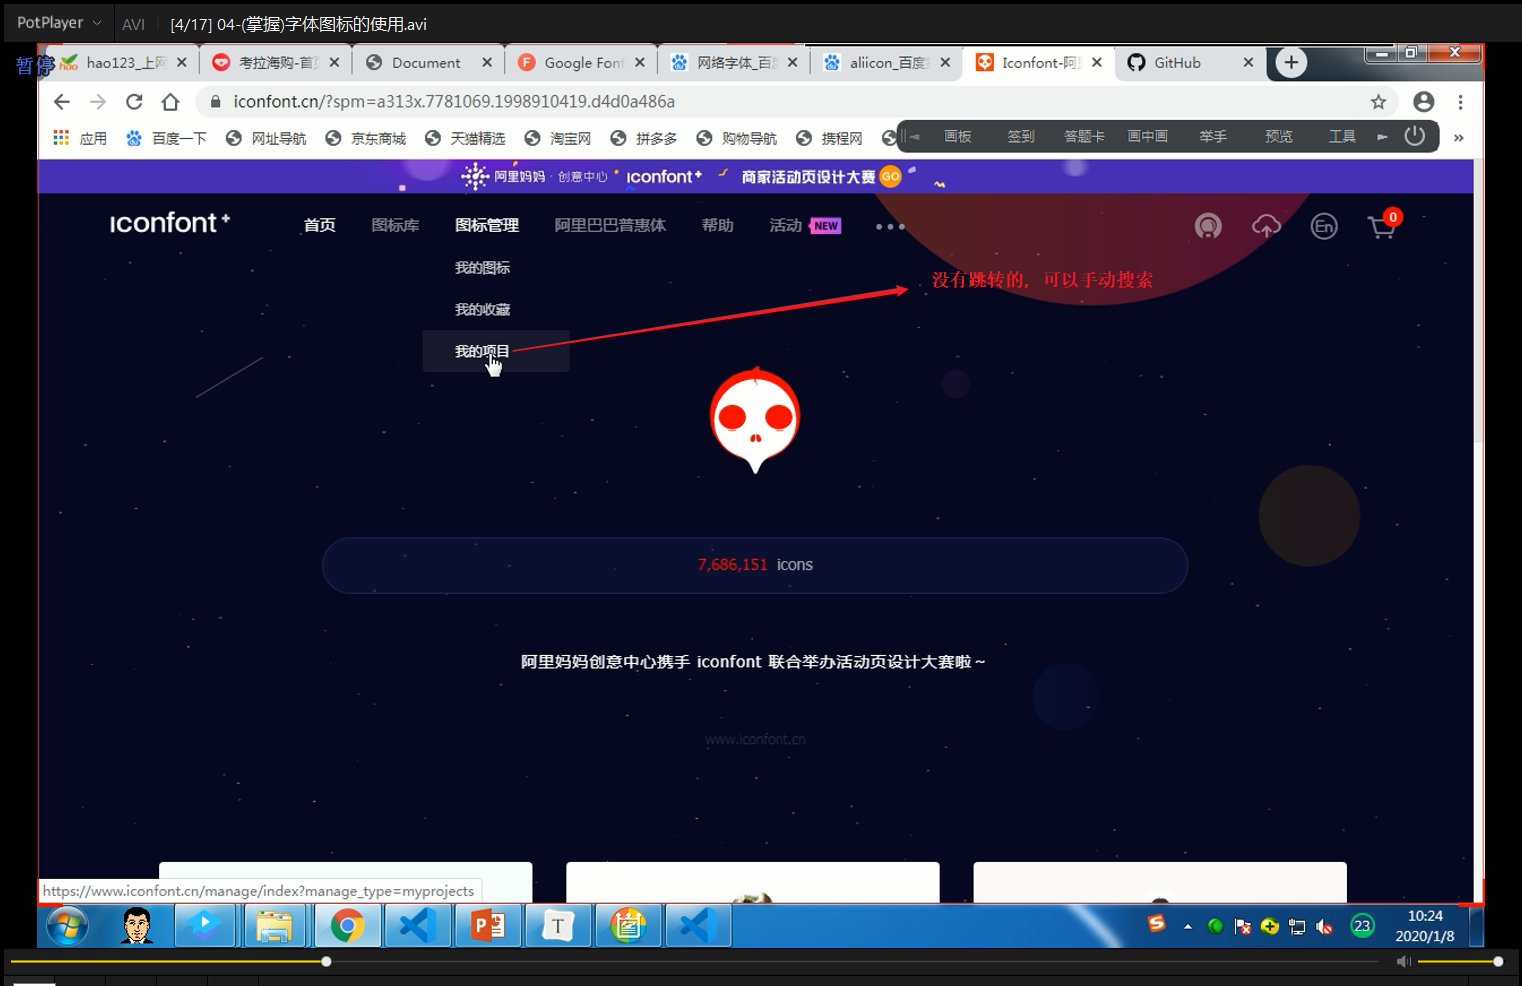 PotPlayer AVI [4/17] 04-(掌握)字体图标的使用.avi
暂停
hao123_上网 考拉海购-首页 Document Google Font 网络字体_百度 aliicon_百度 Iconfont-阿里 GitHub
iconfont.cn/?spm=a313x.7781069.1998910419.d4d0a486a
应用 百度一下 网址导航 京东商城 天猫精选 淘宝网 拼多多 购物导航 携程网 画板 签到 答题卡 画中画 举手 预览 工具 »
阿里妈妈 · 创意中心 iconfont+ 商家活动页设计大赛 GO
iconfont+ 首页 图标库 图标管理 阿里巴巴普惠体 帮助 活动 NEW ••• En 0
我的图标
没有跳转的，可以手动搜索
我的收藏
我的项目
7,686,151 icons
阿里妈妈创意中心携手 iconfont 联合举办活动页设计大赛啦~
www.iconfont.cn
https://www.iconfont.cn/manage/index?manage_type=myprojects
23 10:24
2020/1/8